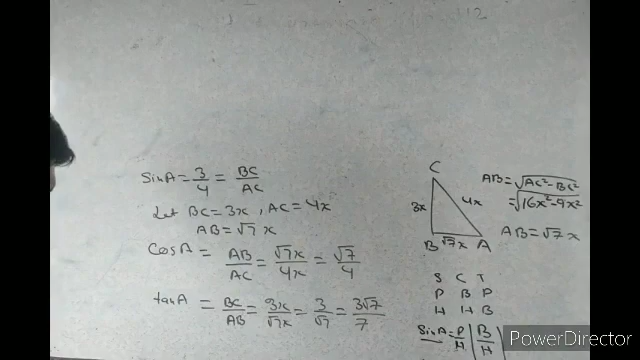 SinA = 3/4 = BC/AC
Let BC = 3x, AC = 4x
AB = √7 x
CosA = AB/AC = √7x/4x = √7/4
tanA = BC/AB = 3x/√7x = 3/√7 = 3√7/7
C
3x 4x
B √7x A
AB = √AC² - BC²
= √16x² - 9x²
AB = √7 x
S C T
P B P
H H B
SinA = P/H | B/H |
PowerDirector